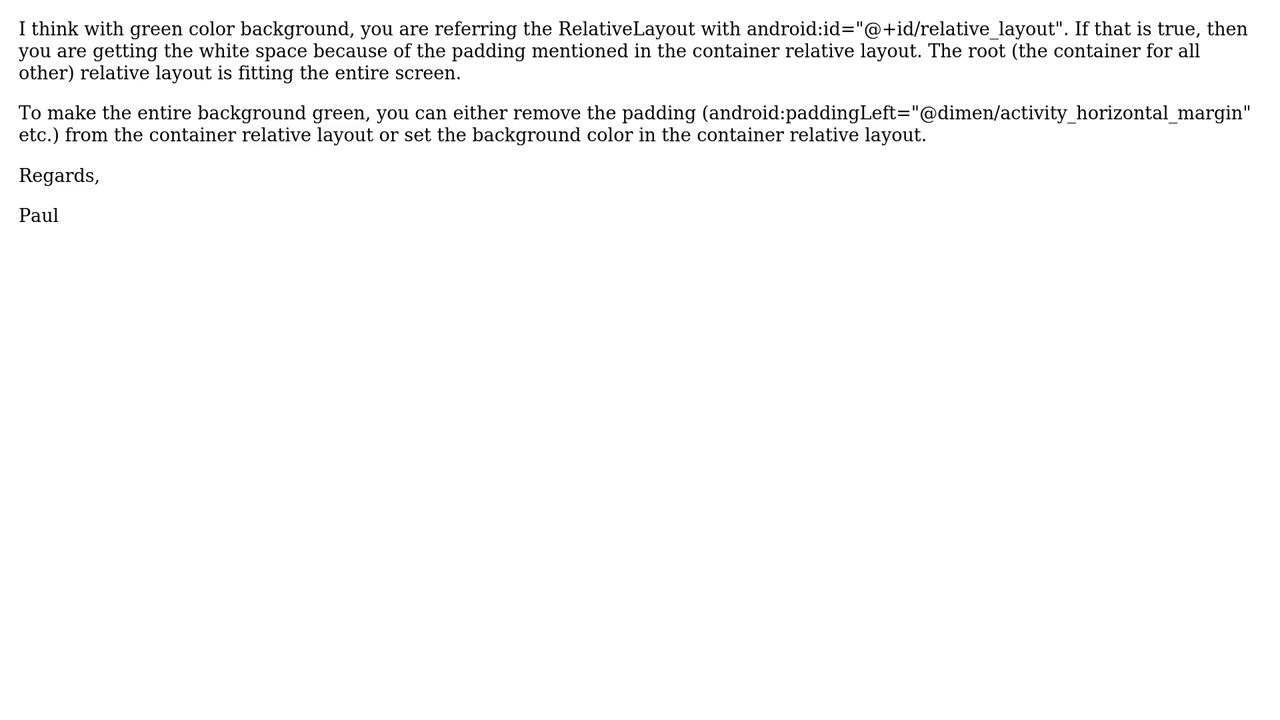 I think with green color background, you are referring the RelativeLayout with android:id="@+id/relative_layout". If that is true, then
you are getting the white space because of the padding mentioned in the container relative layout. The root (the container for all
other) relative layout is fitting the entire screen.
To make the entire background green, you can either remove the padding (android:paddingLeft="@dimen/activity_horizontal_margin"
etc.) from the container relative layout or set the background color in the container relative layout.
Regards,
Paul